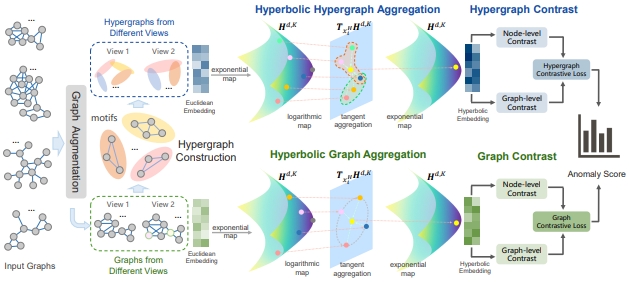 Hypergraphs from
Different Views
View 1
View 2
...
...
Euclidean
Embedding
exponential
map
Hyperbolic Hypergraph Aggregation
H^{d,K}
T_{x_i^H}H^{d,K}
H^{d,K}
logarithmic
map
tangent
aggregation
exponential
map
Hypergraph Contrast
Hyperbolic
Embedding
Node-level
Contrast
Graph-level
Contrast
Hypergraph
Contrastive Loss
...
...
...
...
Input Graphs
Graph Augmentation
motifs
...
Hypergraph
Construction
Anomaly Score
View 1
View 2
...
...
Graphs from
Different Views
Euclidean
Embedding
exponential
map
Hyperbolic Graph Aggregation
H^{d,K}
T_{x_i^H}H^{d,K}
H^{d,K}
logarithmic
map
tangent
aggregation
exponential
map
Graph Contrast
Hyperbolic
Embedding
Node-level
Contrast
Graph-level
Contrast
Graph
Contrastive Loss